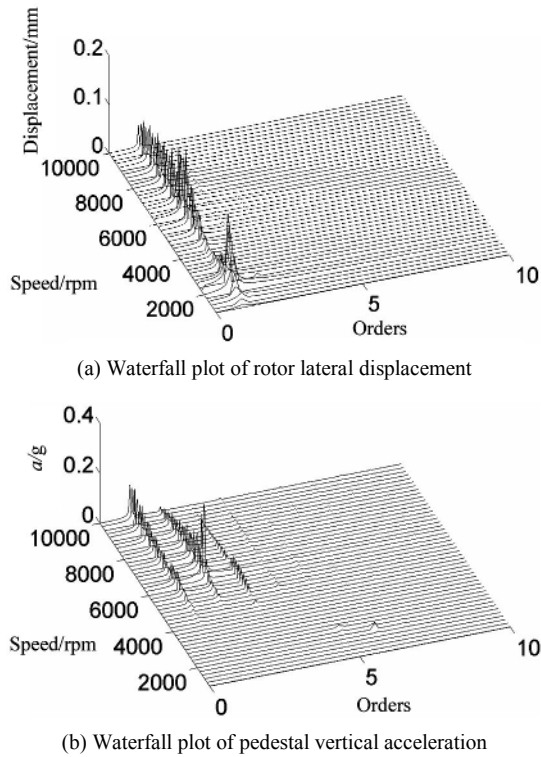 Displacement/mm
0.2
0.1
0
10000
8000
6000
4000
2000
Speed/rpm
0
5
10
Orders
(a) Waterfall plot of rotor lateral displacement
a/g
0.4
0.2
0
10000
8000
6000
4000
2000
Speed/rpm
0
5
10
Orders
(b) Waterfall plot of pedestal vertical acceleration